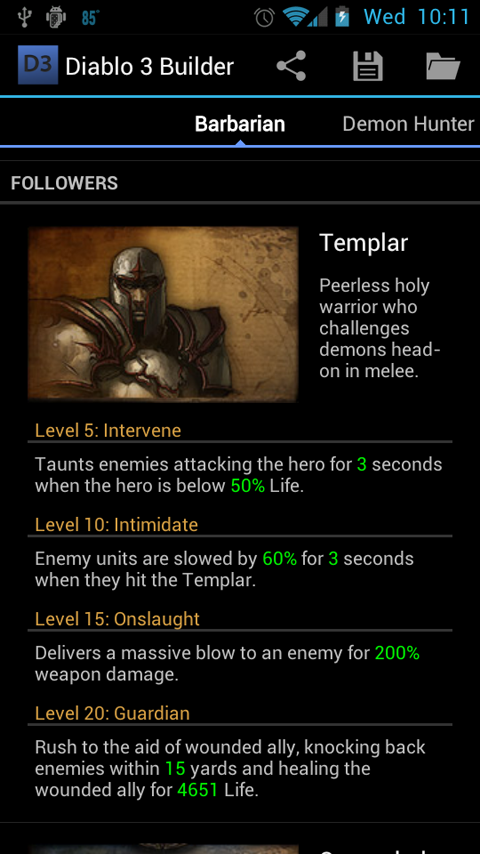 85°
Wed 10:11
D3 Diablo 3 Builder
Barbarian Demon Hunter
FOLLOWERS
Templar
Peerless holy
warrior who
challenges
demons head-
on in melee.
Level 5: Intervene
Taunts enemies attacking the hero for 3 seconds
when the hero is below 50% Life.
Level 10: Intimidate
Enemy units are slowed by 60% for 3 seconds
when they hit the Templar.
Level 15: Onslaught
Delivers a massive blow to an enemy for 200%
weapon damage.
Level 20: Guardian
Rush to the aid of wounded ally, knocking back
enemies within 15 yards and healing the
wounded ally for 4651 Life.